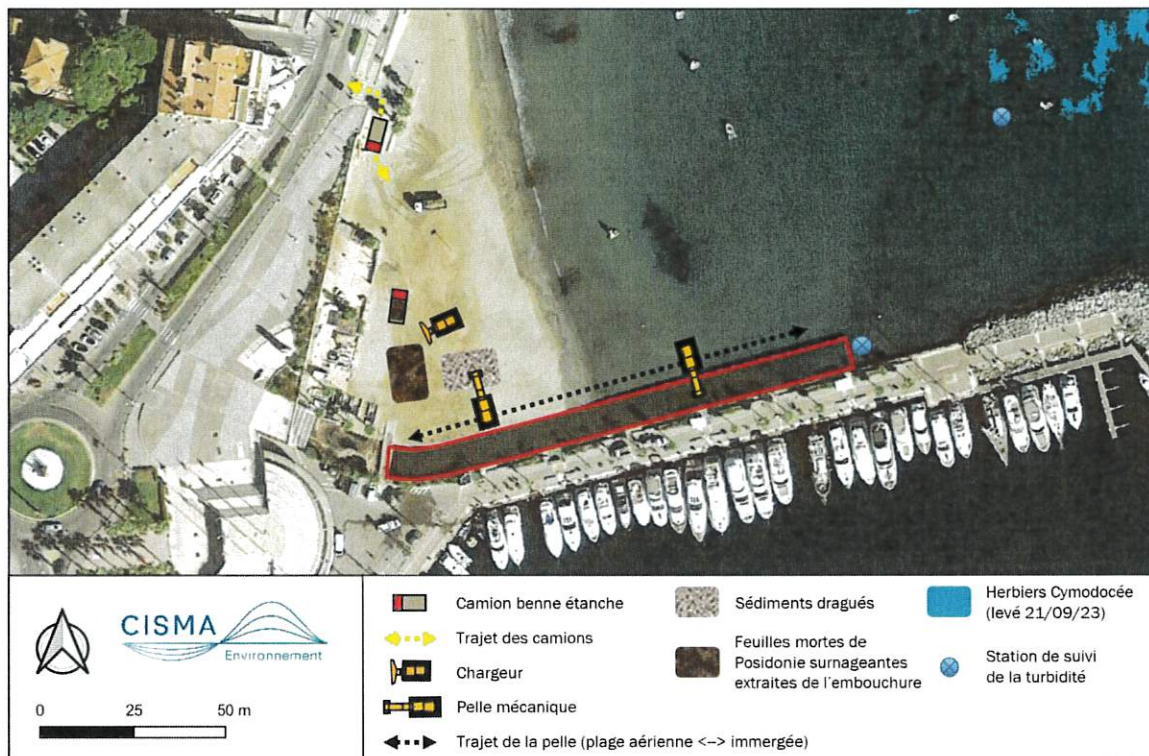 CISMA
Environnement
0 25 50 m
Camion benne étanche
Trajet des camions
Chargeur
Pelle mécanique
Trajet de la pelle (plage aérienne <--> immergée)
Sédiments dragués
Feuilles mortes de
Posidonie surnageantes
extraites de l'embouchure
Herbiers Cymodocée
(levé 21/09/23)
Station de suivi
de la turbidité